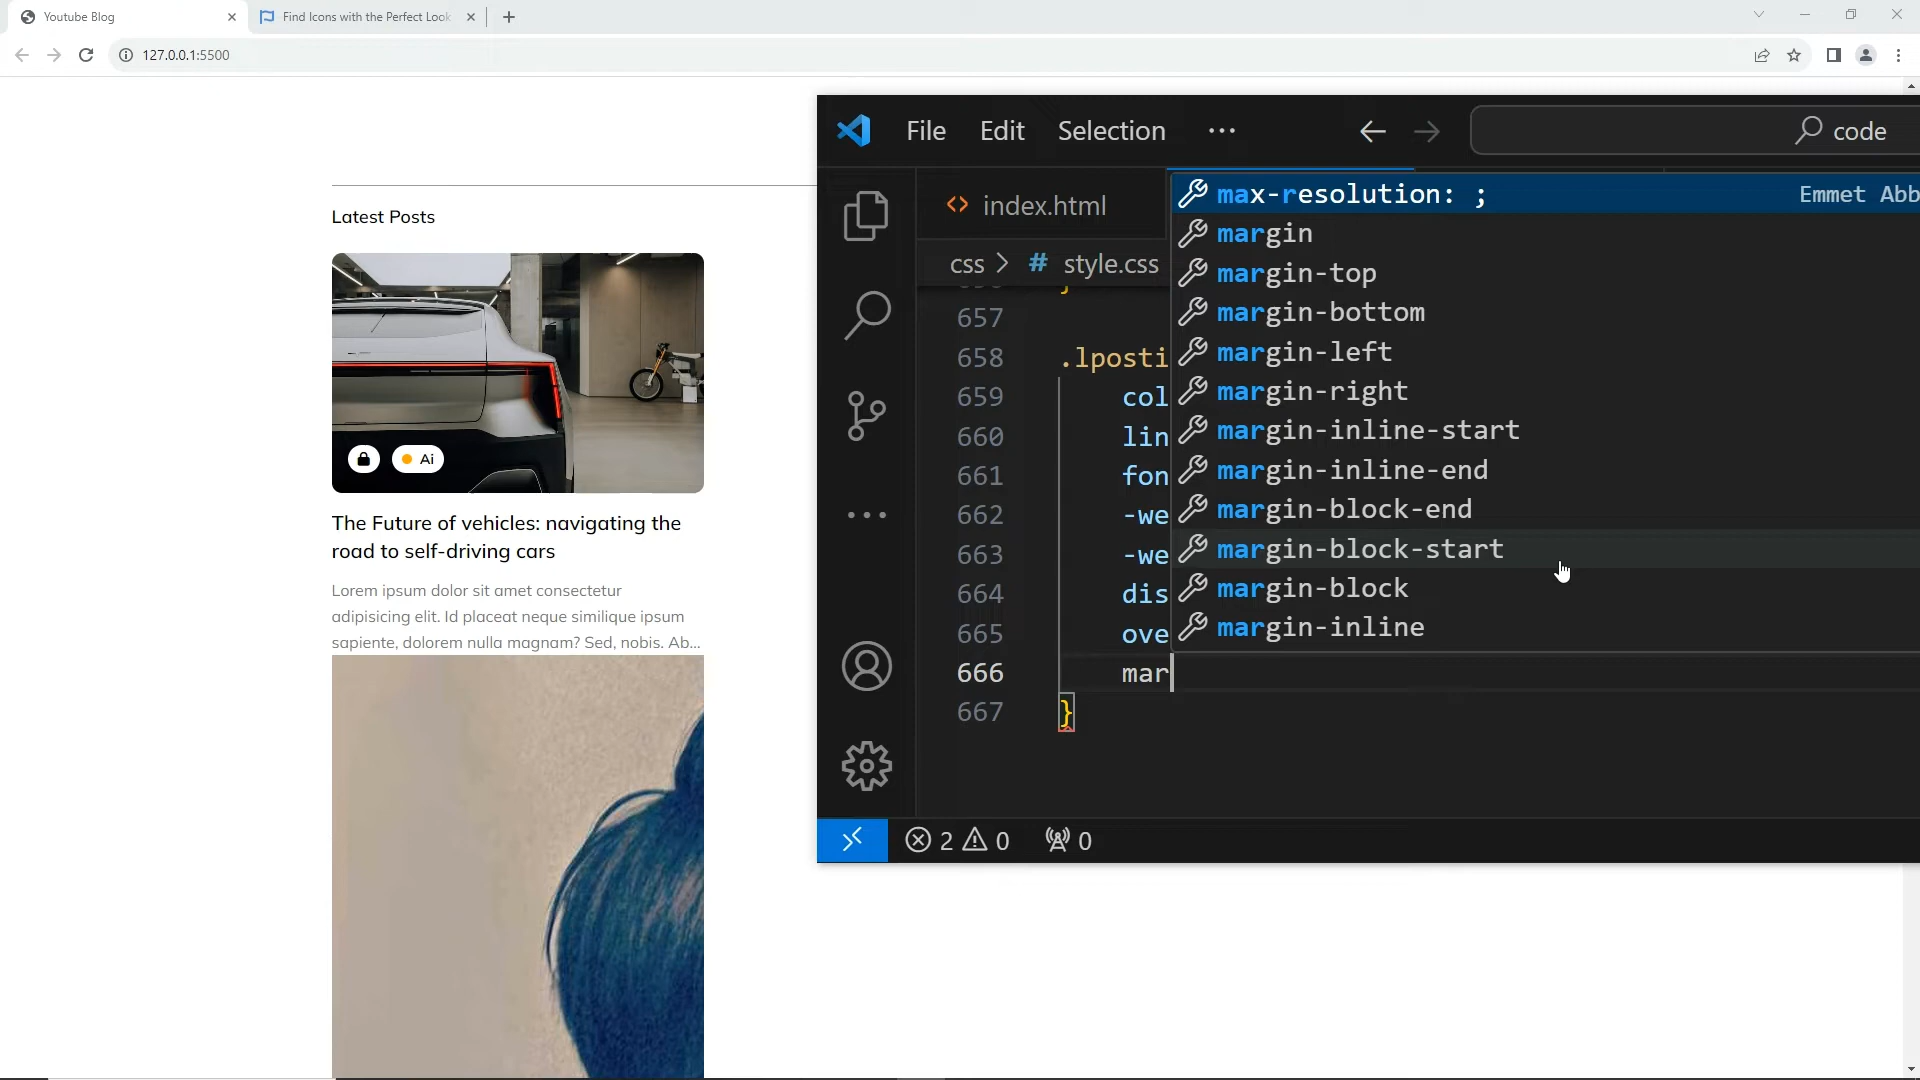 Youtube Blog
Find Icons with the Perfect Look
127.0.0.1:5500
Latest Posts
Ai
The Future of vehicles: navigating the
road to self-driving cars
Lorem ipsum dolor sit amet consectetur
adipisicing elit. Id placeat neque similique ipsum
sapiente, dolorem nulla magnam? Sed, nobis. Ab...
File Edit Selection ...
code
index.html
css > # style.css
657
658 .lposti
659 col
660 lin
661 fon
662 -we
663 -we
664 dis
665 ove
666 mar
667 }
max-resolution: ; Emmet Abb
margin
margin-top
margin-bottom
margin-left
margin-right
margin-inline-start
margin-inline-end
margin-block-end
margin-block-start
margin-block
margin-inline
2 0 0